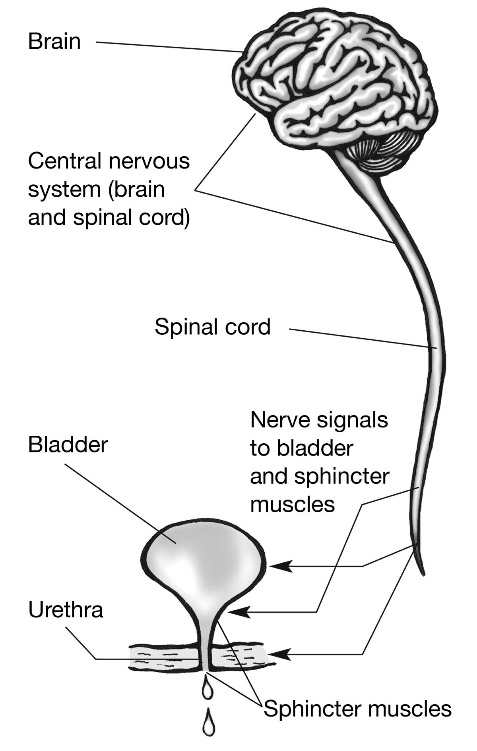 Brain
Central nervous
system (brain
and spinal cord)
Spinal cord
Nerve signals
to bladder
and sphincter
muscles
Bladder
Urethra
Sphincter muscles